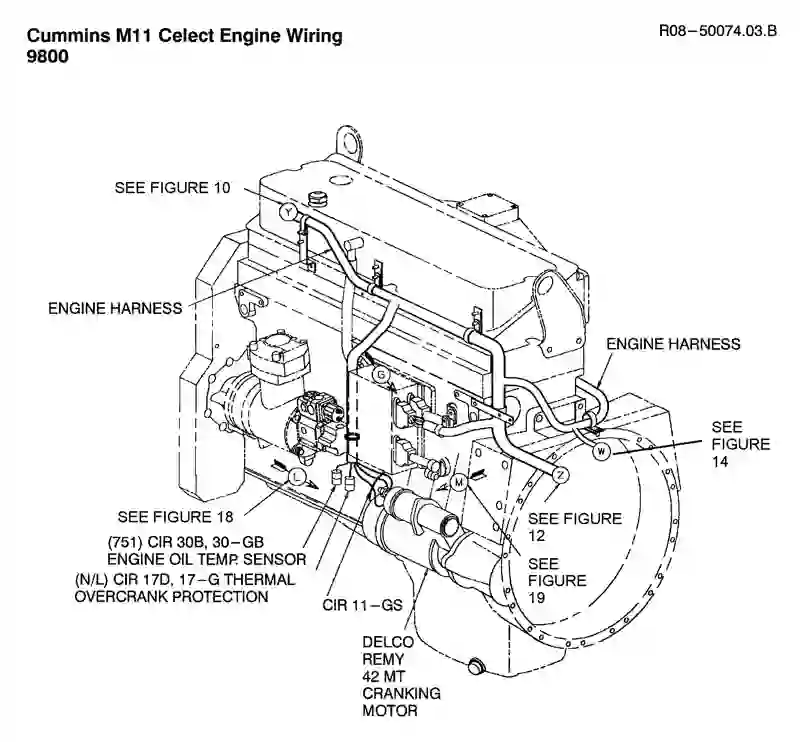 Cummins M11 Celect Engine Wiring
9800
R08-50074.03.B
SEE FIGURE 10
Y
ENGINE HARNESS
ENGINE HARNESS
G
SEE
FIGURE
14
W
Z
M
L
SEE FIGURE 18
SEE FIGURE
12
(751) CIR 30B, 30-GB
ENGINE OIL TEMP. SENSOR
SEE
FIGURE
19
(N/L) CIR 17D, 17-G THERMAL
OVERCRANK PROTECTION
CIR 11-GS
DELCO
REMY
42 MT
CRANKING
MOTOR